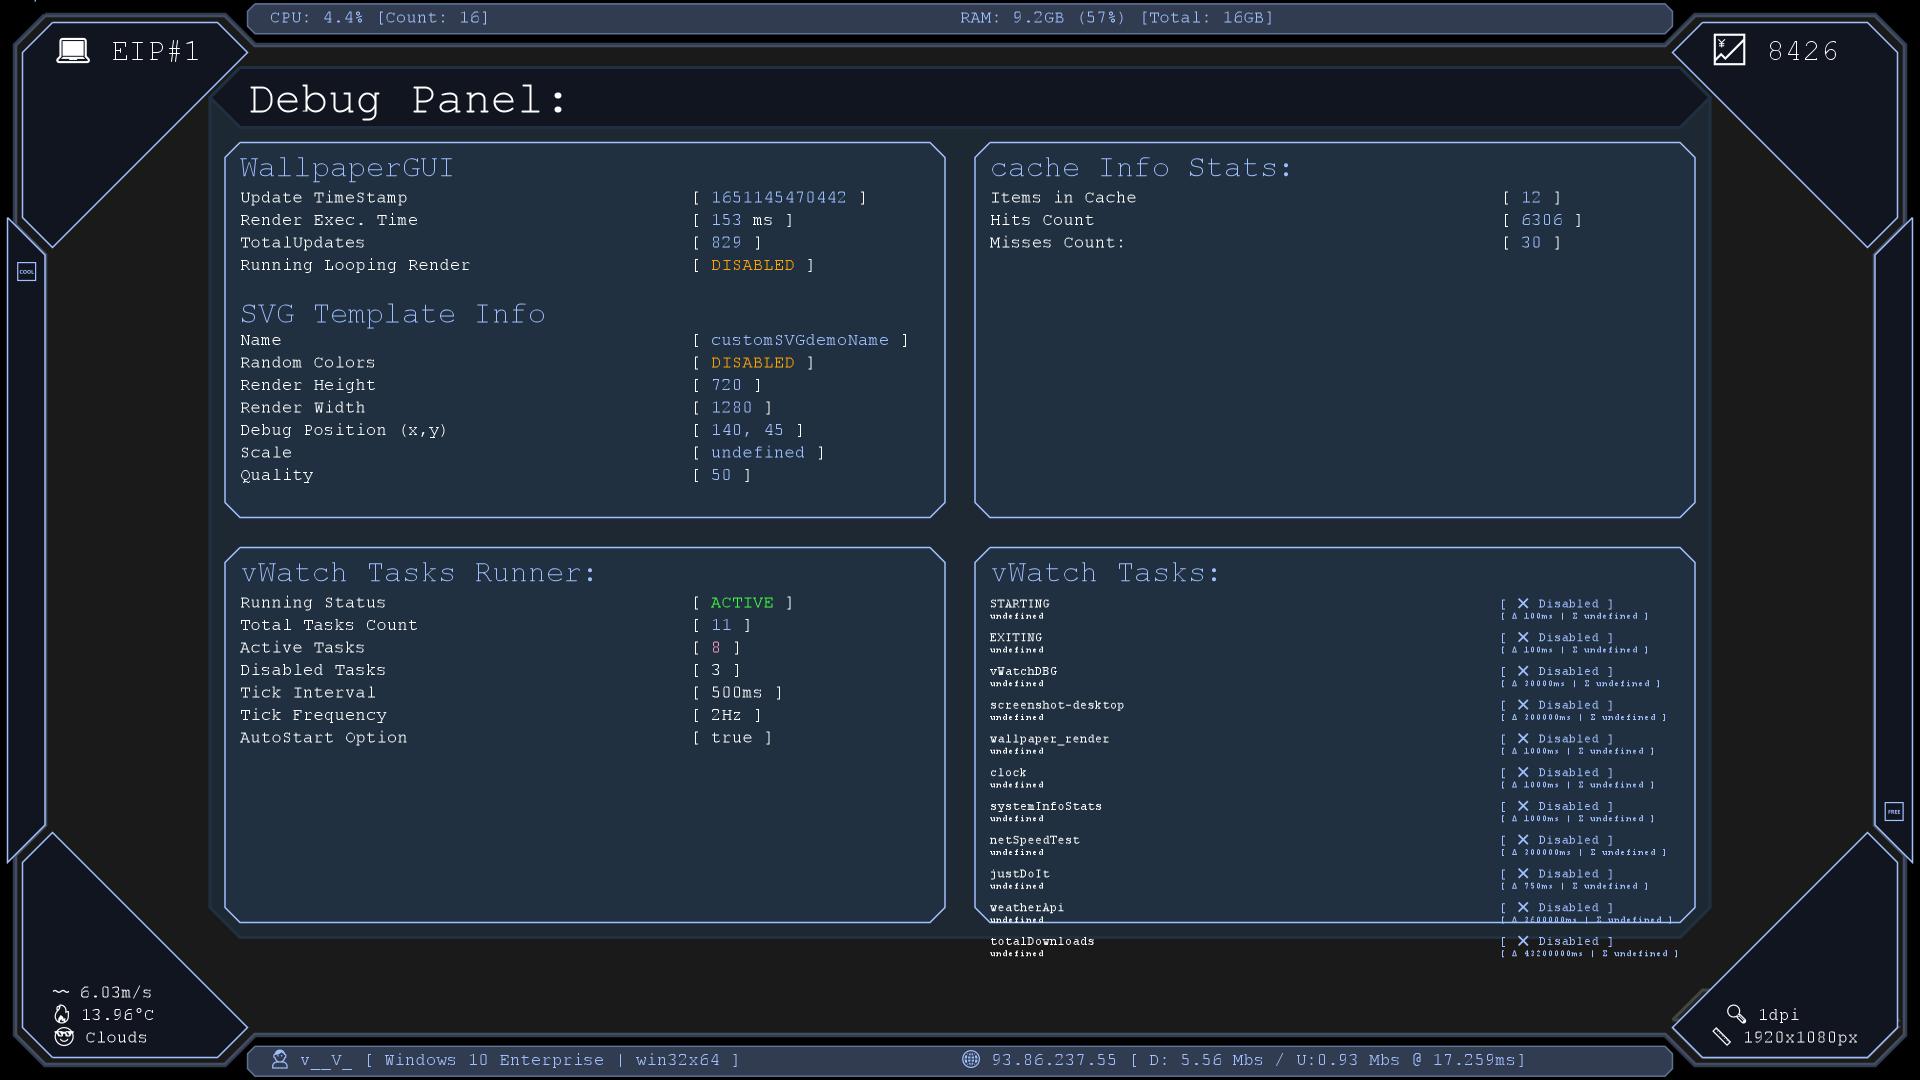 CPU: 4.4% [Count: 16]
RAM: 9.2GB (57%) [Total: 16GB]
EIP#1
8426
Debug Panel:
WallpaperGUI
Update TimeStamp [ 1651145470442 ]
Render Exec. Time [ 153 ms ]
TotalUpdates [ 829 ]
Running Looping Render [ DISABLED ]
SVG Template Info
Name [ customSVGdemoName ]
Random Colors [ DISABLED ]
Render Height [ 720 ]
Render Width [ 1280 ]
Debug Position (x,y) [ 140, 45 ]
Scale [ undefined ]
Quality [ 50 ]
cache Info Stats:
Items in Cache [ 12 ]
Hits Count [ 6306 ]
Misses Count: [ 30 ]
COOL
vWatch Tasks Runner:
Running Status [ ACTIVE ]
Total Tasks Count [ 11 ]
Active Tasks [ 8 ]
Disabled Tasks [ 3 ]
Tick Interval [ 500ms ]
Tick Frequency [ 2Hz ]
AutoStart Option [ true ]
vWatch Tasks:
STARTING [ ✕ Disabled ]
undefined [ Δ 100ms | Σ undefined ]
EXITING [ ✕ Disabled ]
undefined [ Δ 100ms | Σ undefined ]
vWatchDBG [ ✕ Disabled ]
undefined [ Δ 30000ms | Σ undefined ]
screenshot-desktop [ ✕ Disabled ]
undefined [ Δ 300000ms | Σ undefined ]
wallpaper_render [ ✕ Disabled ]
undefined [ Δ 1000ms | Σ undefined ]
clock [ ✕ Disabled ]
undefined [ Δ 1000ms | Σ undefined ]
systemInfoStats [ ✕ Disabled ]
undefined [ Δ 1000ms | Σ undefined ]
netSpeedTest [ ✕ Disabled ]
undefined [ Δ 300000ms | Σ undefined ]
justDoIt [ ✕ Disabled ]
undefined [ Δ 750ms | Σ undefined ]
weatherApi [ ✕ Disabled ]
undefined [ Δ 3600000ms | Σ undefined ]
totalDownloads [ ✕ Disabled ]
undefined [ Δ 43200000ms | Σ undefined ]
FREE
6.03m/s
13.96°C
Clouds
1dpi
1920x1080px
v__V_ [ Windows 10 Enterprise | win32x64 ]
93.86.237.55 [ D: 5.56 Mbs / U:0.93 Mbs @ 17.259ms]